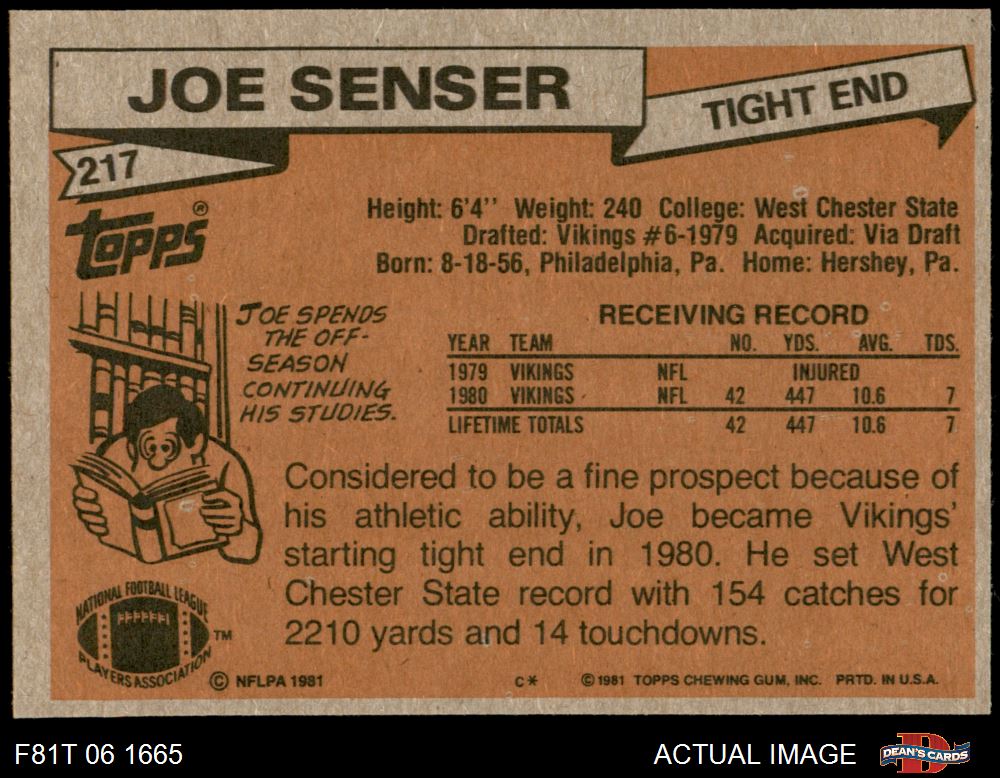 JOE SENSER
TIGHT END
217
topps®
Height: 6'4'' Weight: 240 College: West Chester State
Drafted: Vikings #6-1979 Acquired: Via Draft
Born: 8-18-56, Philadelphia, Pa. Home: Hershey, Pa.
JOE SPENDS
THE OFF-
SEASON
CONTINUING
HIS STUDIES.
RECEIVING RECORD
YEAR TEAM NO. YDS. AVG. TDS.
1979 VIKINGS NFL INJURED
1980 VIKINGS NFL 42 447 10.6 7
LIFETIME TOTALS 42 447 10.6 7
Considered to be a fine prospect because of
his athletic ability, Joe became Vikings'
starting tight end in 1980. He set West
Chester State record with 154 catches for
2210 yards and 14 touchdowns.
NATIONAL FOOTBALL LEAGUE
PLAYERS ASSOCIATION
TM
© NFLPA 1981 C* © 1981 TOPPS CHEWING GUM, INC. PRTD. IN U.S.A.
F81T 06 1665
ACTUAL IMAGE
D
DEAN'S CARDS